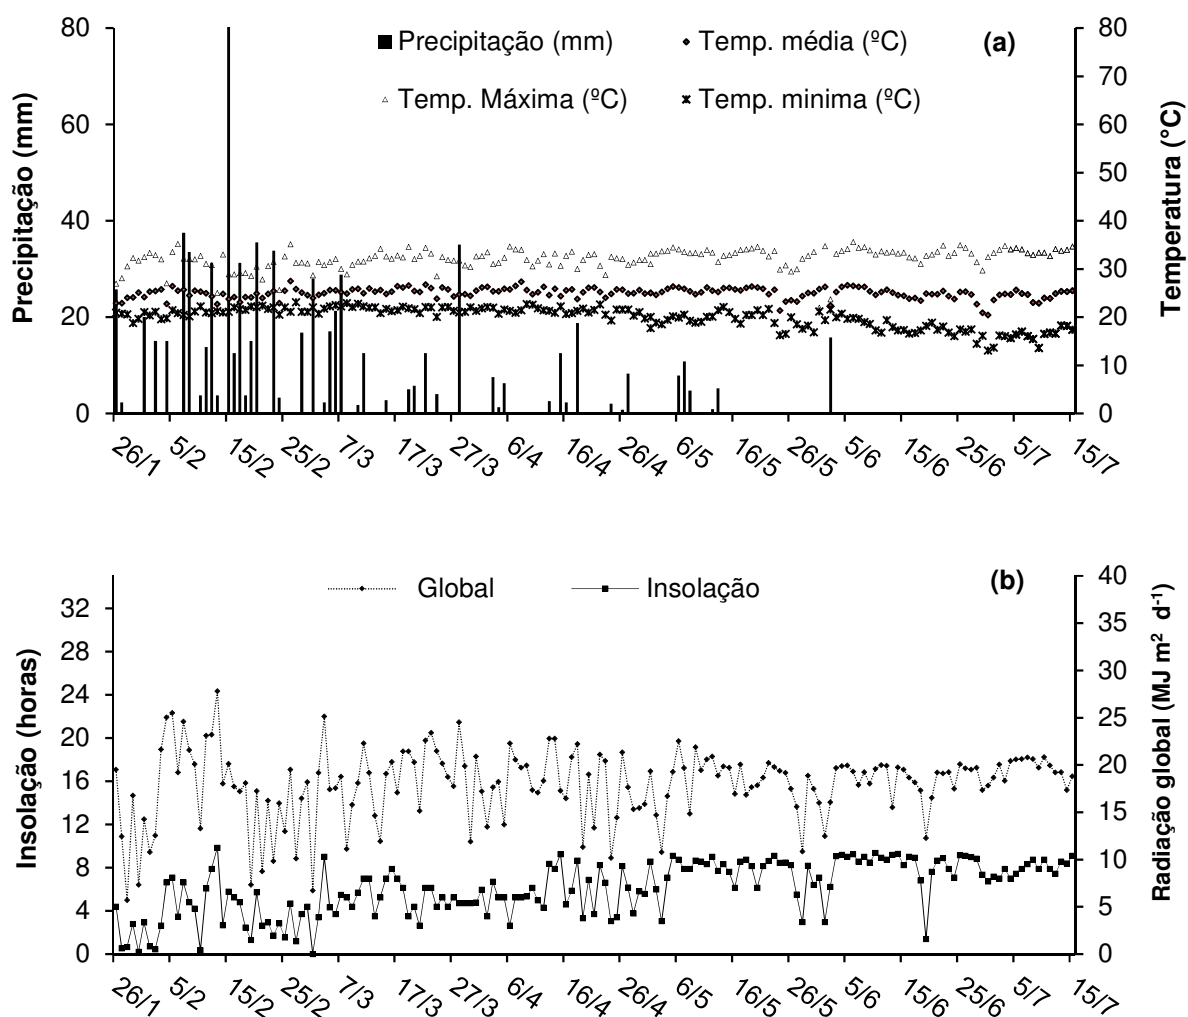 Precipitação (mm)
Temp. média (ºC)
(a)
Temp. Máxima (ºC)
Temp. minima (ºC)
Precipitação (mm)
80
60
40
20
0
Temperatura (°C)
80
70
60
50
40
30
20
10
0
26/1 5/2 15/2 25/2 7/3 17/3 27/3 6/4 16/4 26/4 6/5 16/5 26/5 5/6 15/6 25/6 5/7 15/7
Global
Insolação
(b)
Insolação (horas)
32
28
24
20
16
12
8
4
0
Radiação global (MJ m² d⁻¹)
40
35
30
25
20
15
10
5
0
26/1 5/2 15/2 25/2 7/3 17/3 27/3 6/4 16/4 26/4 6/5 16/5 26/5 5/6 15/6 25/6 5/7 15/7